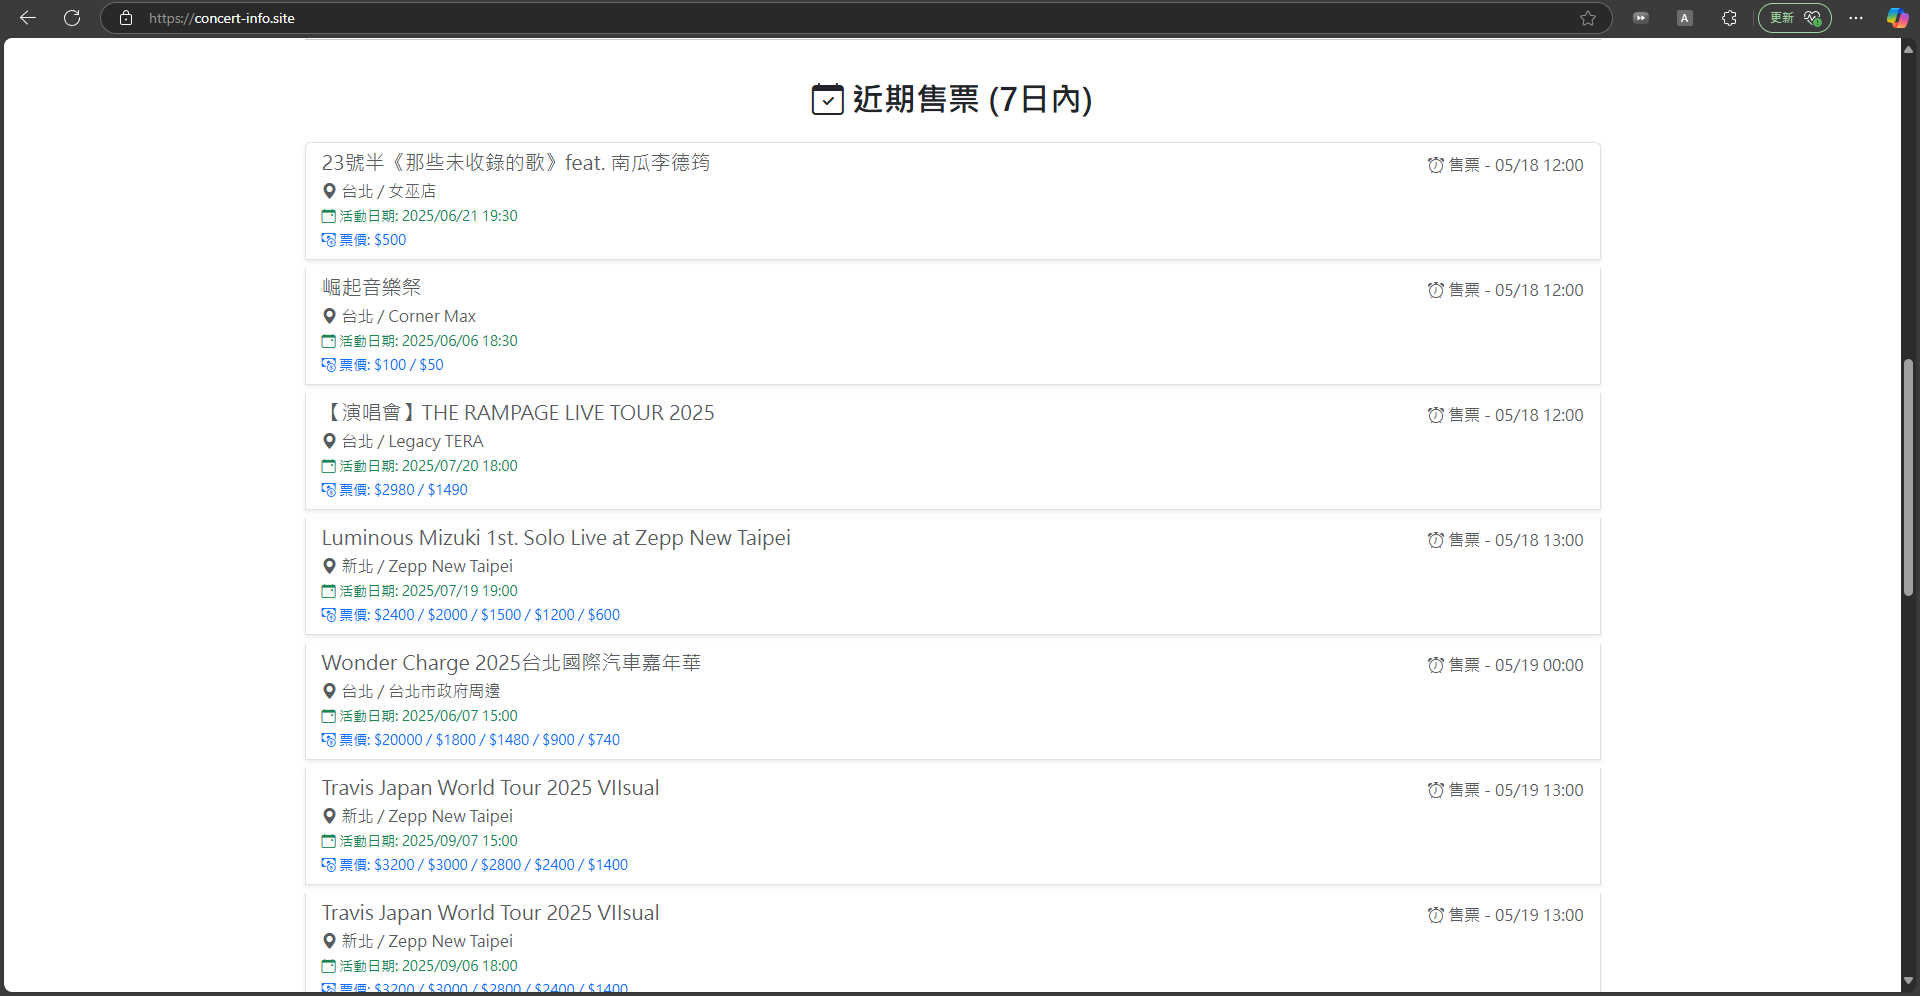 https://concert-info.site
A
更新
近期售票 (7日內)
23號半《那些未收錄的歌》feat. 南瓜李德筠
售票 - 05/18 12:00
台北 / 女巫店
活動日期: 2025/06/21 19:30
票價: $500
崛起音樂祭
售票 - 05/18 12:00
台北 / Corner Max
活動日期: 2025/06/06 18:30
票價: $100 / $50
【演唱會】THE RAMPAGE LIVE TOUR 2025
售票 - 05/18 12:00
台北 / Legacy TERA
活動日期: 2025/07/20 18:00
票價: $2980 / $1490
Luminous Mizuki 1st. Solo Live at Zepp New Taipei
售票 - 05/18 13:00
新北 / Zepp New Taipei
活動日期: 2025/07/19 19:00
票價: $2400 / $2000 / $1500 / $1200 / $600
Wonder Charge 2025台北國際汽車嘉年華
售票 - 05/19 00:00
台北 / 台北市政府周邊
活動日期: 2025/06/07 15:00
票價: $20000 / $1800 / $1480 / $900 / $740
Travis Japan World Tour 2025 VIIsual
售票 - 05/19 13:00
新北 / Zepp New Taipei
活動日期: 2025/09/07 15:00
票價: $3200 / $3000 / $2800 / $2400 / $1400
Travis Japan World Tour 2025 VIIsual
售票 - 05/19 13:00
新北 / Zepp New Taipei
活動日期: 2025/09/06 18:00
票價: $3200 / $3000 / $2800 / $2400 / $1400